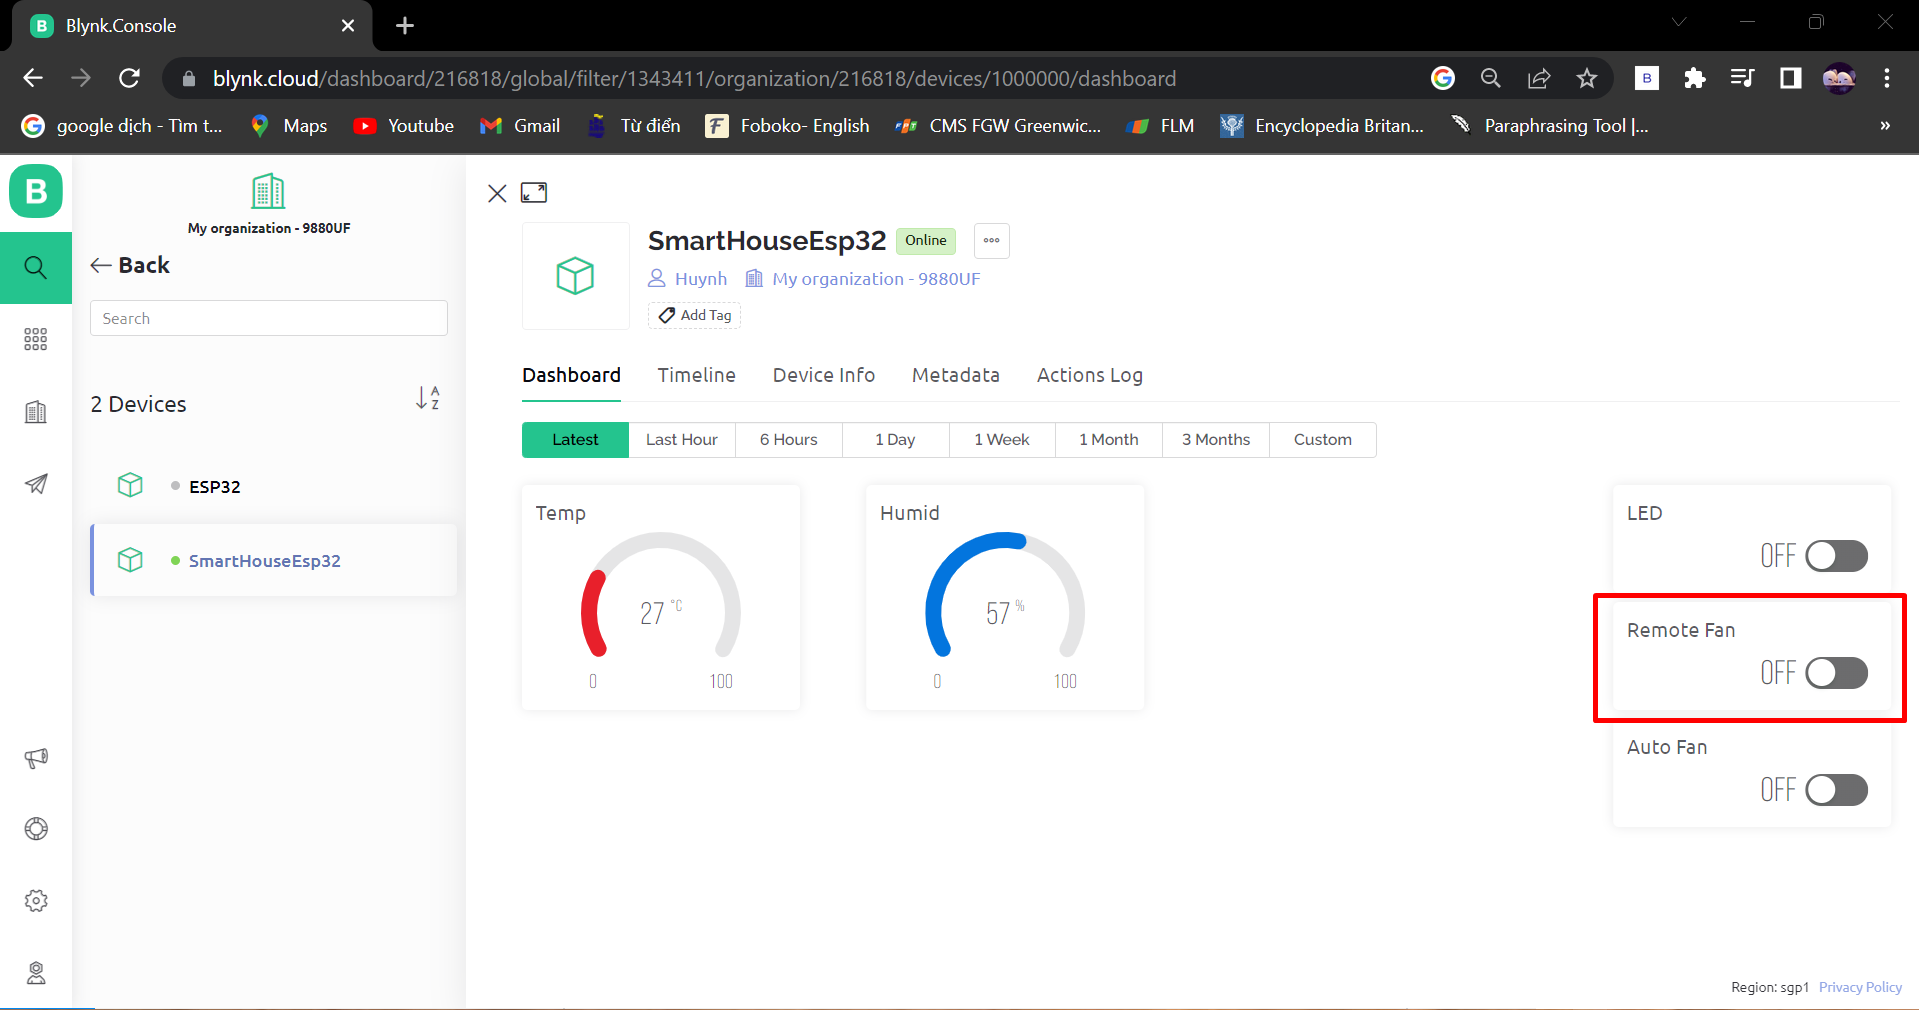 B Blynk.Console
blynk.cloud/dashboard/216818/global/filter/1343411/organization/216818/devices/1000000/dashboard
B
google dịch - Tìm t...
Maps
Youtube
Gmail
Từ điển
F Foboko- English
CMS FGW Greenwic...
FLM
Encyclopedia Britan...
Paraphrasing Tool |...
»
B
My organization - 9880UF
Back
Search
2 Devices
A
Z
ESP32
SmartHouseEsp32
SmartHouseEsp32 Online
Huynh My organization - 9880UF
Add Tag
Dashboard Timeline Device Info Metadata Actions Log
Latest Last Hour 6 Hours 1 Day 1 Week 1 Month 3 Months Custom
Temp
27 °C
0 100
Humid
57 %
0 100
LED
OFF
Remote Fan
OFF
Auto Fan
OFF
Region: sgp1 Privacy Policy